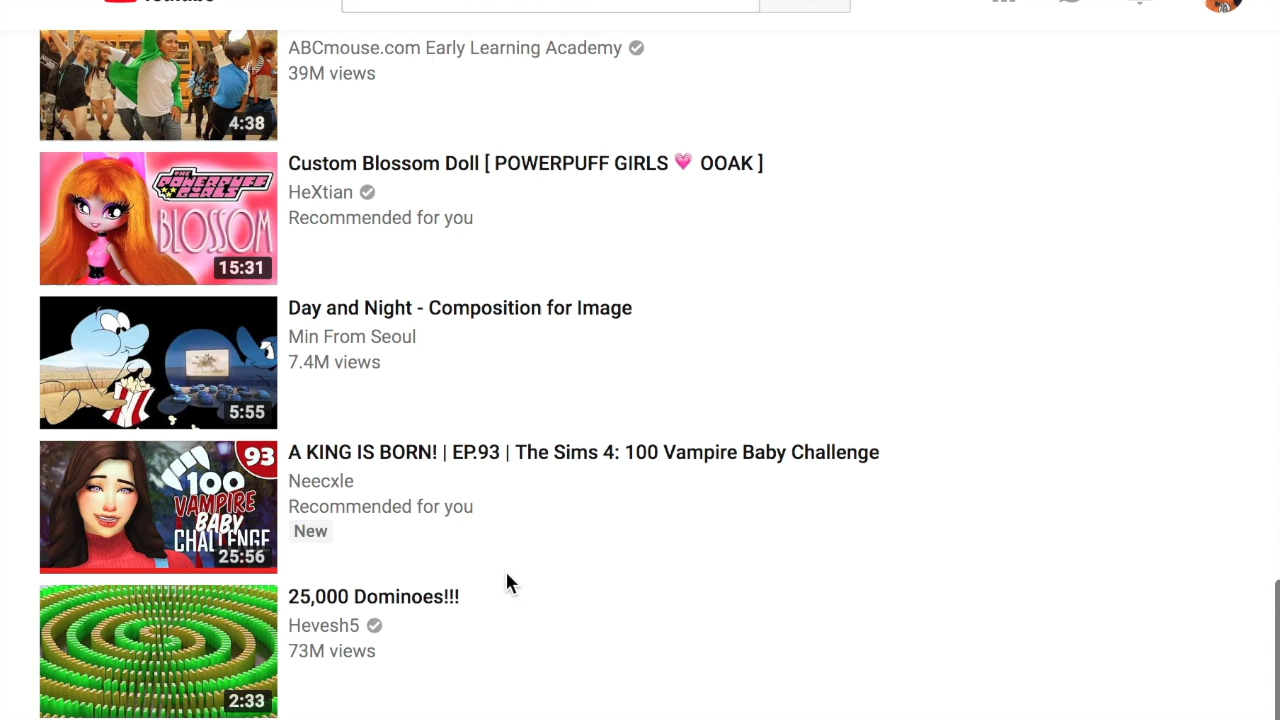 ABCmouse.com Early Learning Academy
39M views
4:38
Custom Blossom Doll [ POWERPUFF GIRLS 💗 OOAK ]
HeXtian
Recommended for you
THE
POWERPUFF
GIRLS
BLOSSOM
15:31
Day and Night - Composition for Image
Min From Seoul
7.4M views
5:55
A KING IS BORN! | EP.93 | The Sims 4: 100 Vampire Baby Challenge
Neecxle
Recommended for you
New
93
100
VAMPIRE
BABY
CHALLENGE
25:56
25,000 Dominoes!!!
Hevesh5
73M views
2:33